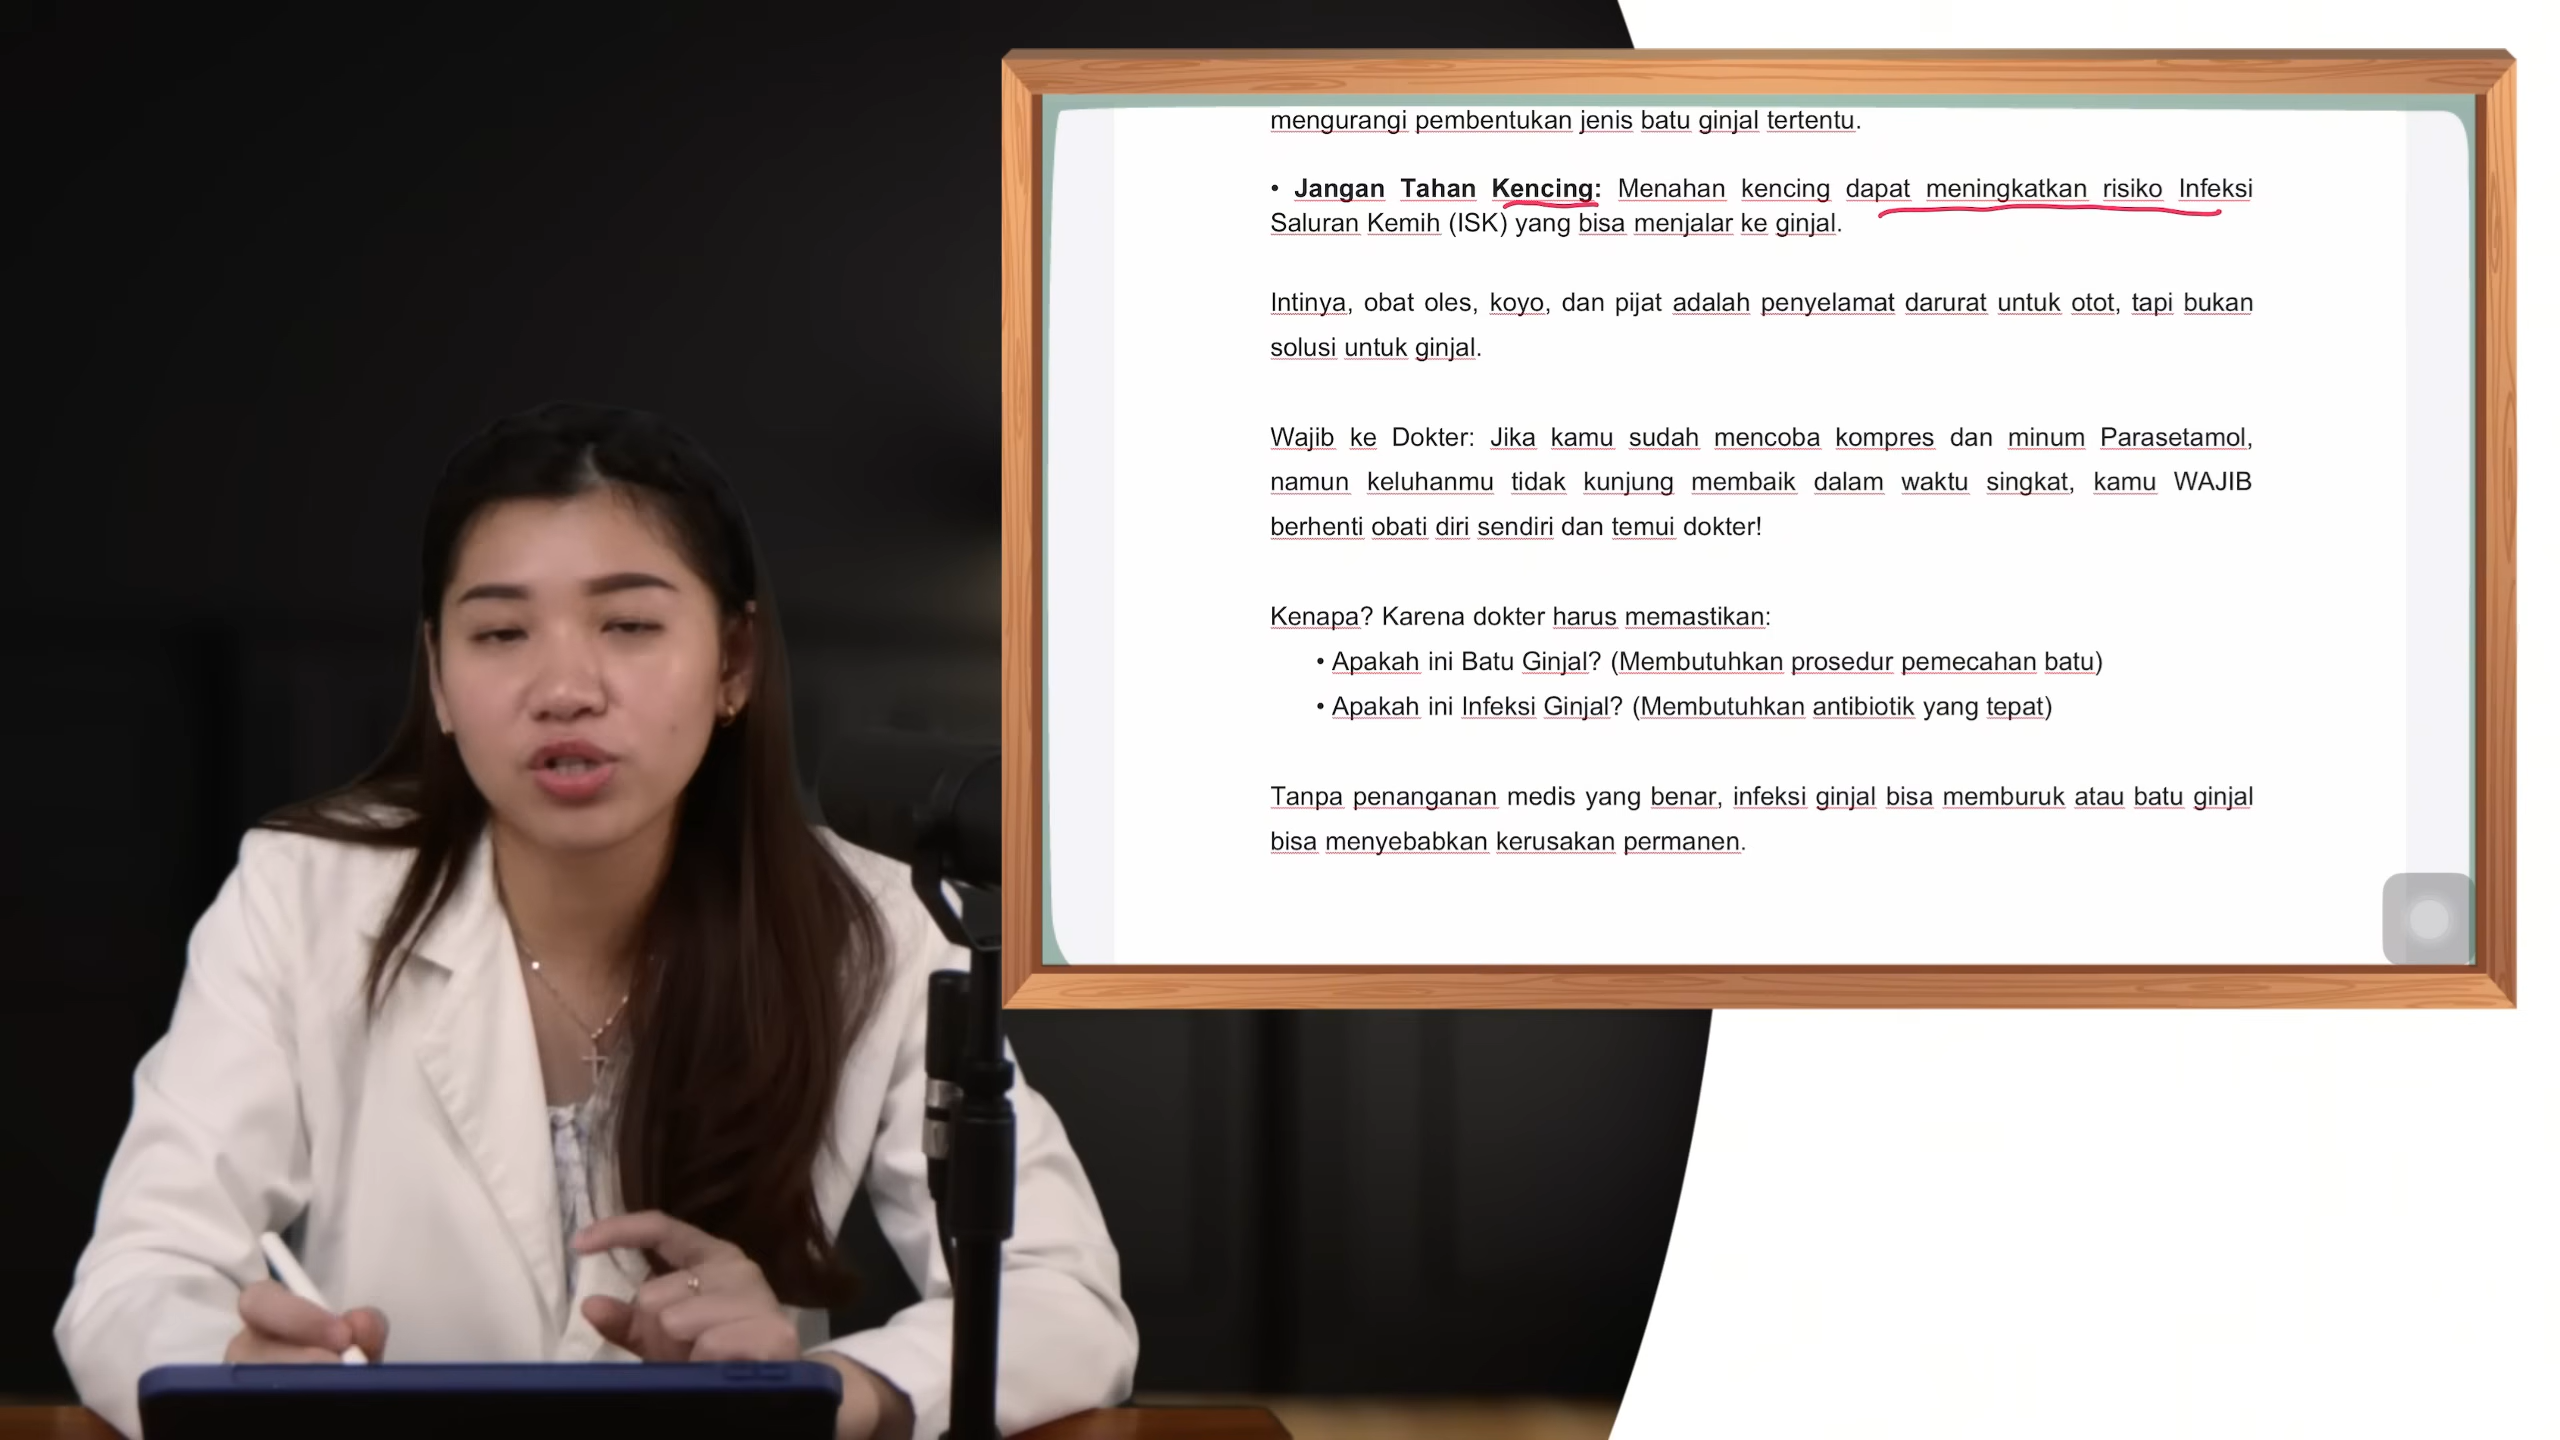 mengurangi pembentukan jenis batu ginjal tertentu.
• Jangan Tahan Kencing: Menahan kencing dapat meningkatkan risiko Infeksi
Saluran Kemih (ISK) yang bisa menjalar ke ginjal.
Intinya, obat oles, koyo, dan pijat adalah penyelamat darurat untuk otot, tapi bukan
solusi untuk ginjal.
Wajib ke Dokter: Jika kamu sudah mencoba kompres dan minum Parasetamol,
namun keluhanmu tidak kunjung membaik dalam waktu singkat, kamu WAJIB
berhenti obati diri sendiri dan temui dokter!
Kenapa? Karena dokter harus memastikan:
• Apakah ini Batu Ginjal? (Membutuhkan prosedur pemecahan batu)
• Apakah ini Infeksi Ginjal? (Membutuhkan antibiotik yang tepat)
Tanpa penanganan medis yang benar, infeksi ginjal bisa memburuk atau batu ginjal
bisa menyebabkan kerusakan permanen.